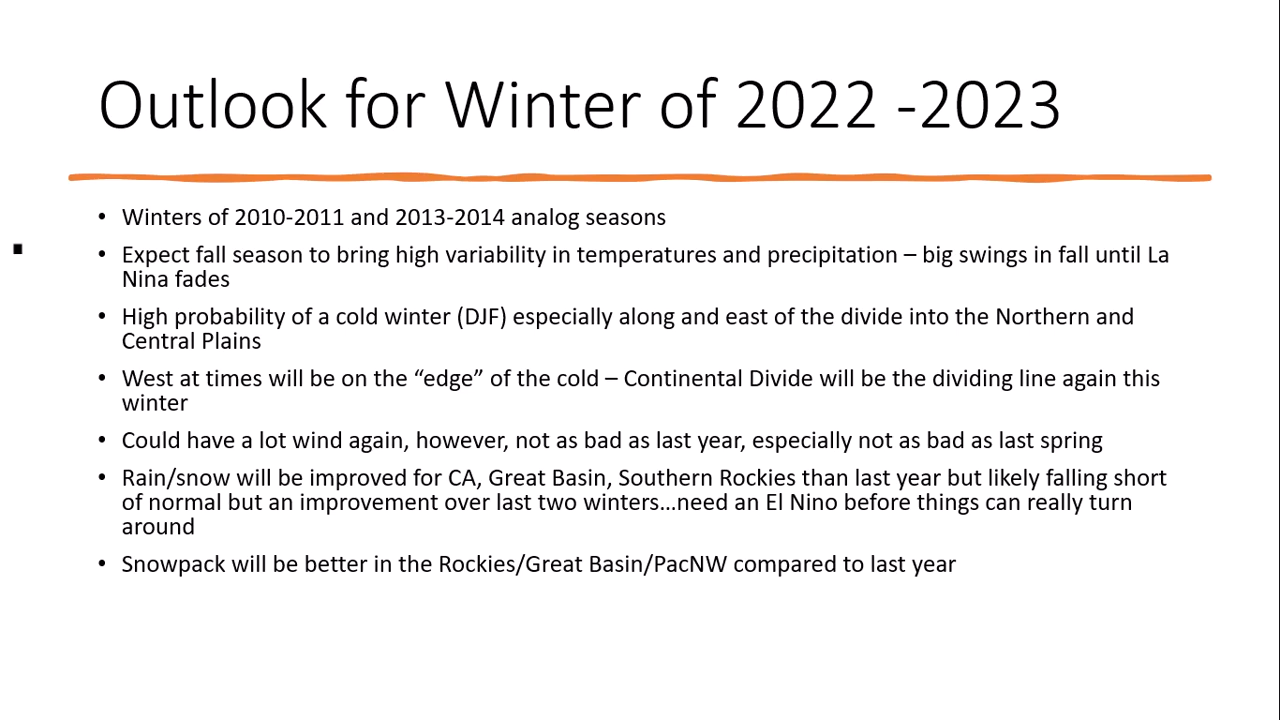 Outlook for Winter of 2022 -2023
• Winters of 2010-2011 and 2013-2014 analog seasons
• Expect fall season to bring high variability in temperatures and precipitation – big swings in fall until La
Nina fades
• High probability of a cold winter (DJF) especially along and east of the divide into the Northern and
Central Plains
• West at times will be on the “edge” of the cold – Continental Divide will be the dividing line again this
winter
• Could have a lot wind again, however, not as bad as last year, especially not as bad as last spring
• Rain/snow will be improved for CA, Great Basin, Southern Rockies than last year but likely falling short
of normal but an improvement over last two winters…need an El Nino before things can really turn
around
• Snowpack will be better in the Rockies/Great Basin/PacNW compared to last year